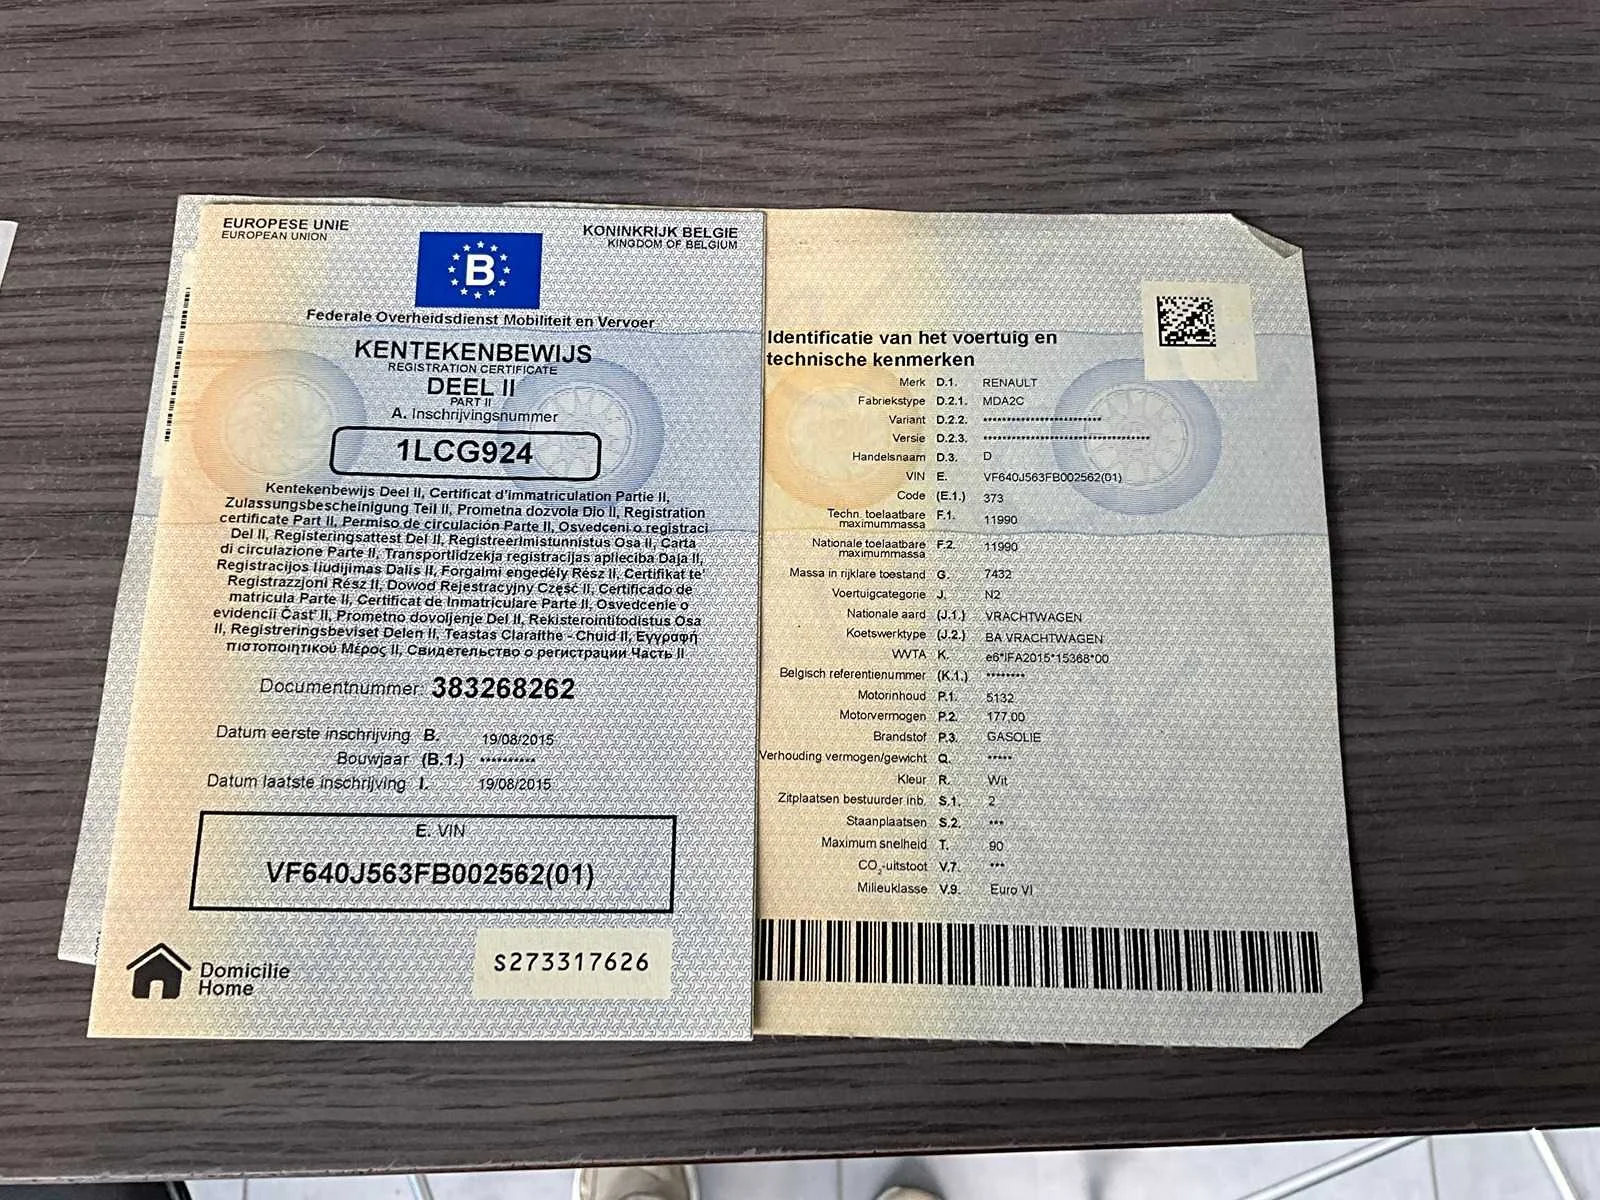 EUROPESE UNIE
EUROPEAN UNION
KONINKRIJK BELGIE
KINGDOM OF BELGIUM
B
Federale Overheidsdienst Mobiliteit en Vervoer
KENTEKENBEWIJS
REGISTRATION CERTIFICATE
DEEL II
PART II
A. Inschrijvingsnummer
1LCG924
Kentekenbewijs Deel II, Certificat d'immatriculation Partie II,
Zulassungsbescheinigung Teil II, Prometna dozvola Dio II, Registration
certificate Part II, Permiso de circulación Parte II, Osvedceni o registraci
Del II, Registeringsattest Del II, Registreerimistunnistus Osa II, Carta
di circulazione Parte II, Transportlidzekja registracijas aplieciba Daja II,
Registracijos liudijimas Dalis II, Forgalmi engedély Rész II, Certifikat te'
Registrazzjoni Rész II, Dowod Rejestracyjny Część II, Certificado de
matricula Parte II, Certificat de Inmatriculare Parte II, Osvedcenie o
evidencii Časť II, Prometno dovoljenje Del II, Rekisterointitodistus Osa
II, Registreringsbeviset Delen II, Teastas Claraithe - Chuid II, Εγγραφή
πιστοποιητικού Μέρος II, Свидетельство о регистрации Часть II
Documentnummer: 383268262
Datum eerste inschrijving B. 19/08/2015
Bouwjaar (B.1.) **********
Datum laatste inschrijving I. 19/08/2015
E. VIN
VF640J563FB002562(01)
Domicilie
Home
S273317626
Identificatie van het voertuig en
technische kenmerken
Merk D.1. RENAULT
Fabriekstype D.2.1. MDA2C
Variant D.2.2. *************************
Versie D.2.3. ***********************************
Handelsnaam D.3. D
VIN E. VF640J563FB002562(01)
Code (E.1.) 373
Techn. toelaatbare
maximummassa F.1. 11990
Nationale toelaatbare
maximummassa F.2. 11990
Massa in rijklare toestand G. 7432
Voertuigcategorie J. N2
Nationale aard (J.1.) VRACHTWAGEN
Koetswerktype (J.2.) BA VRACHTWAGEN
WVTA K. e6*IFA2015*15368*00
Belgisch referentienummer (K.1.) ********
Motorinhoud P.1. 5132
Motorvermogen P.2. 177,00
Brandstof P.3. GASOLIE
Verhouding vermogen/gewicht Q. *****
Kleur R. Wit
Zitplaatsen bestuurder inb. S.1. 2
Staanplaatsen S.2. ***
Maximum snelheid T. 90
CO2-uitstoot V.7. ***
Milieuklasse V.9. Euro VI